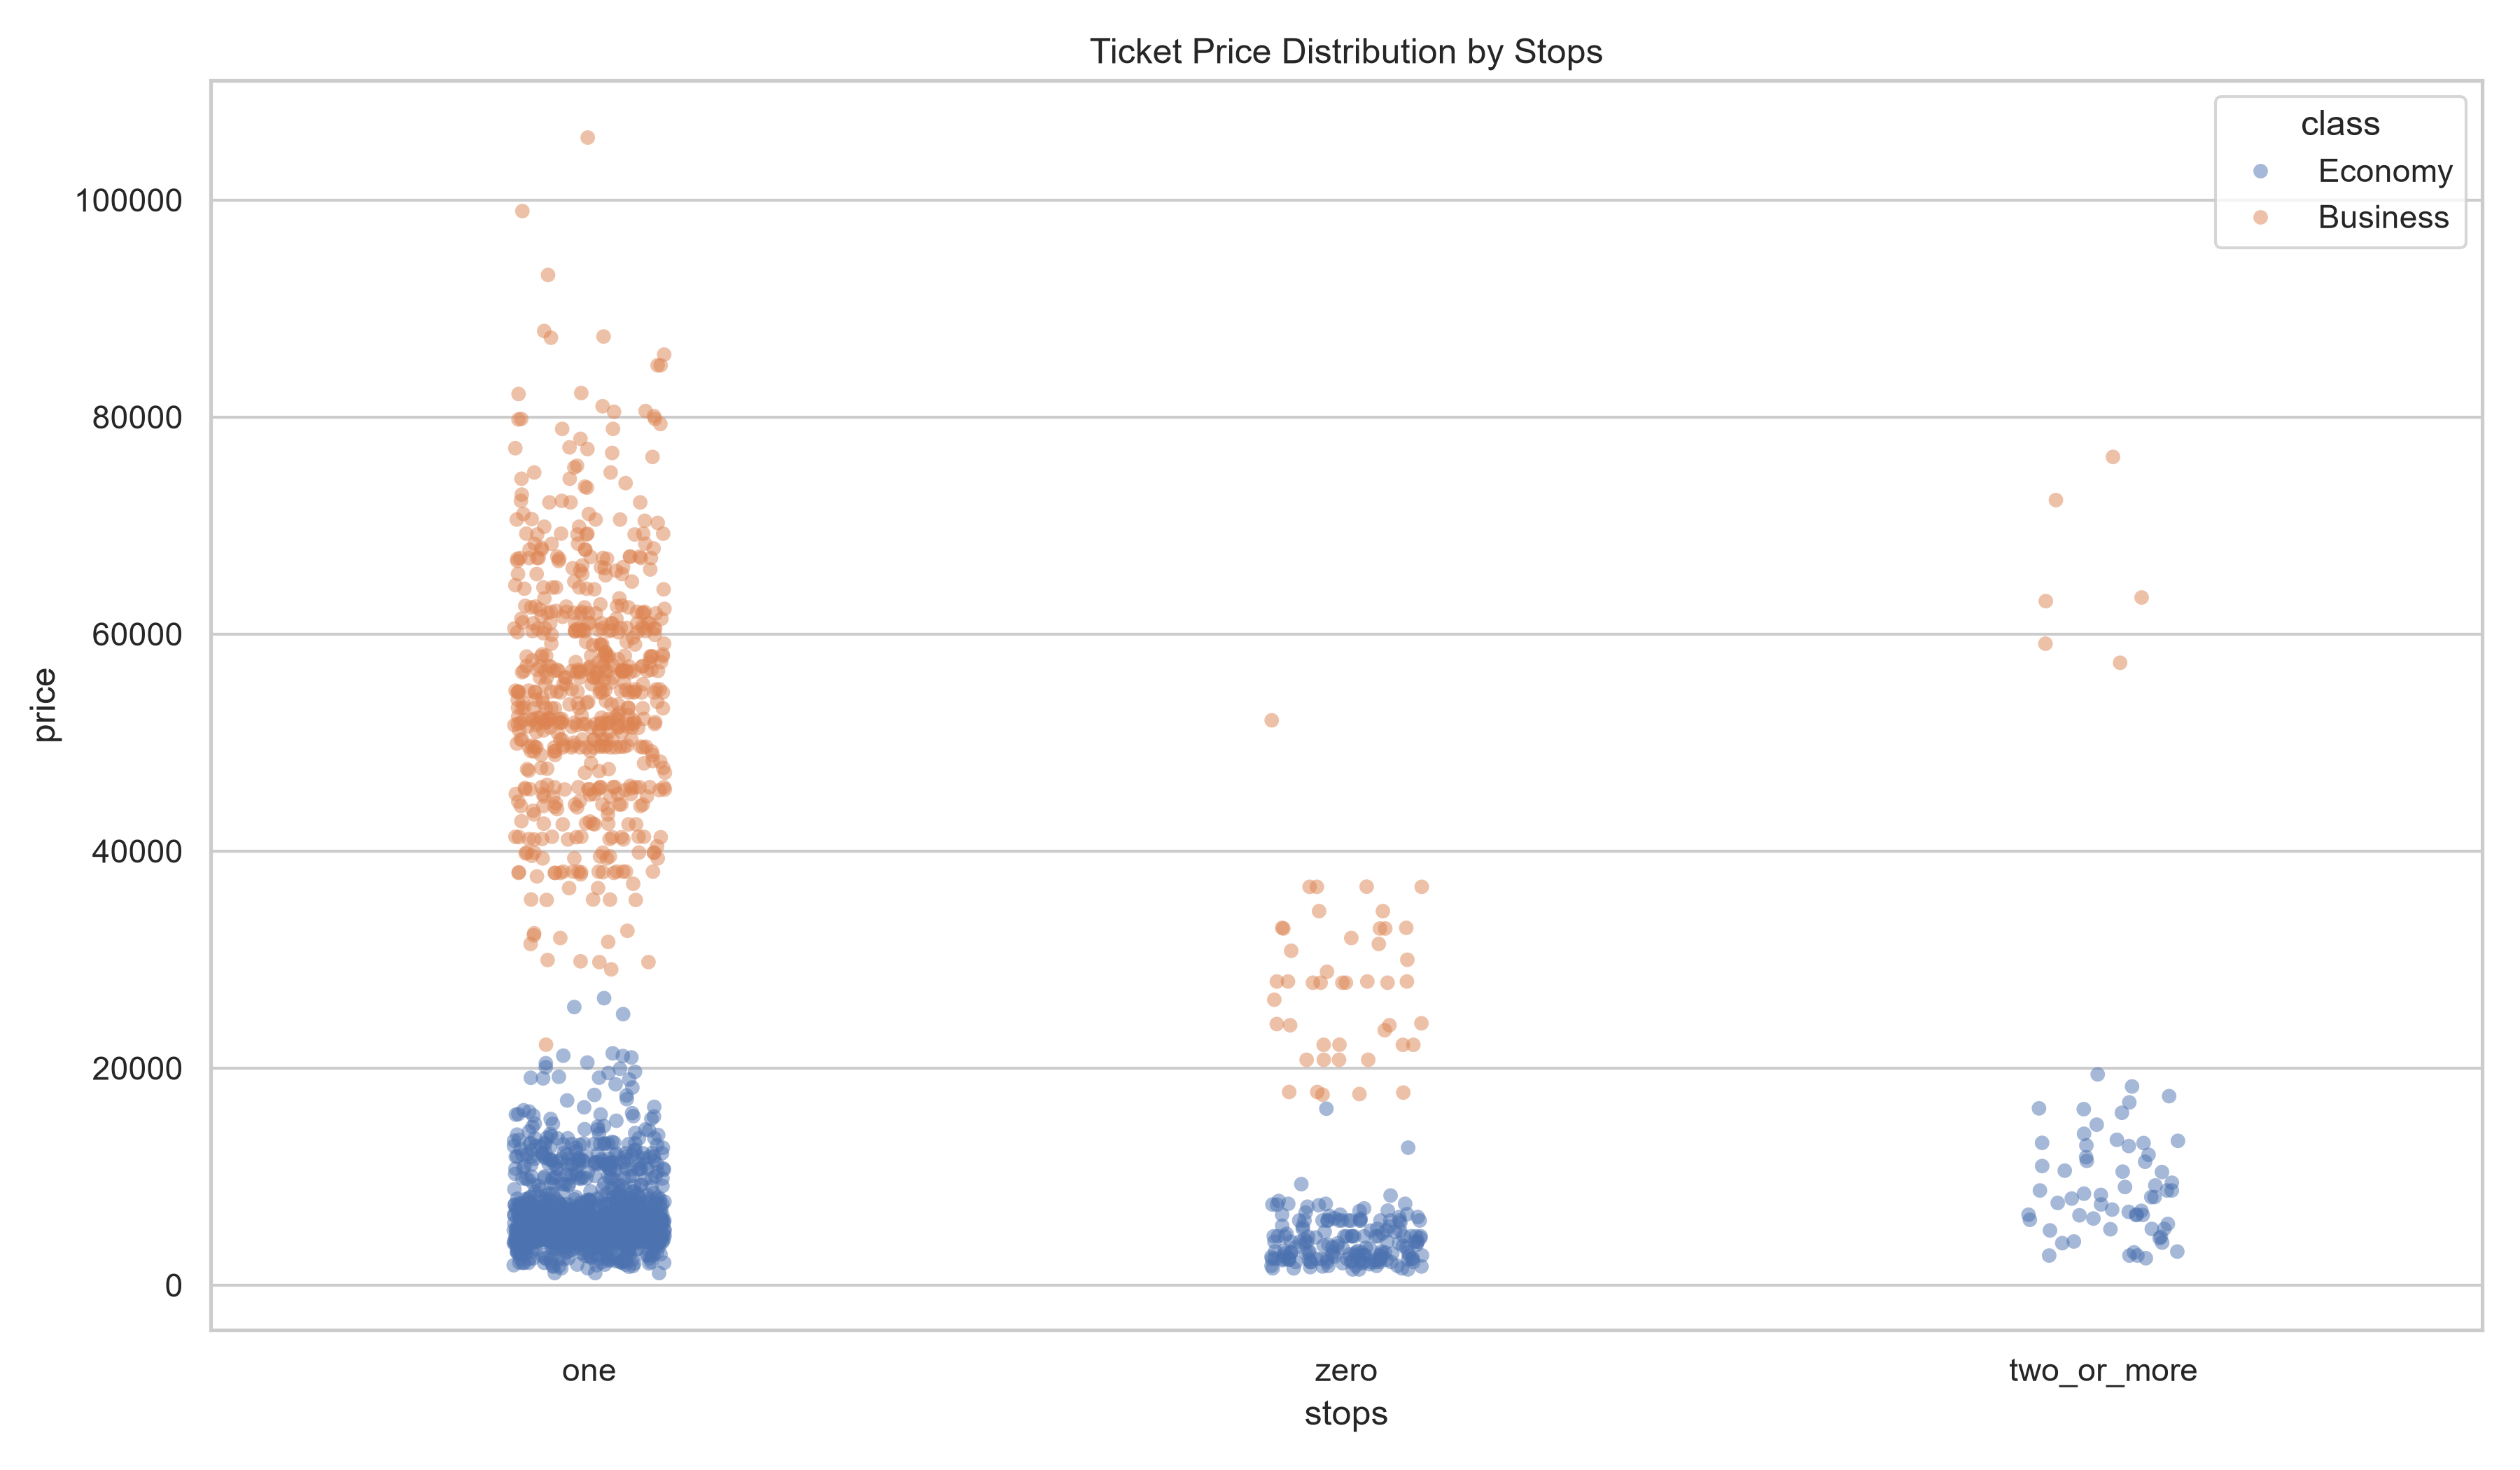 Ticket Price Distribution by Stops
class
Economy
Business
price
100000
80000
60000
40000
20000
0
one
zero
two_or_more
stops